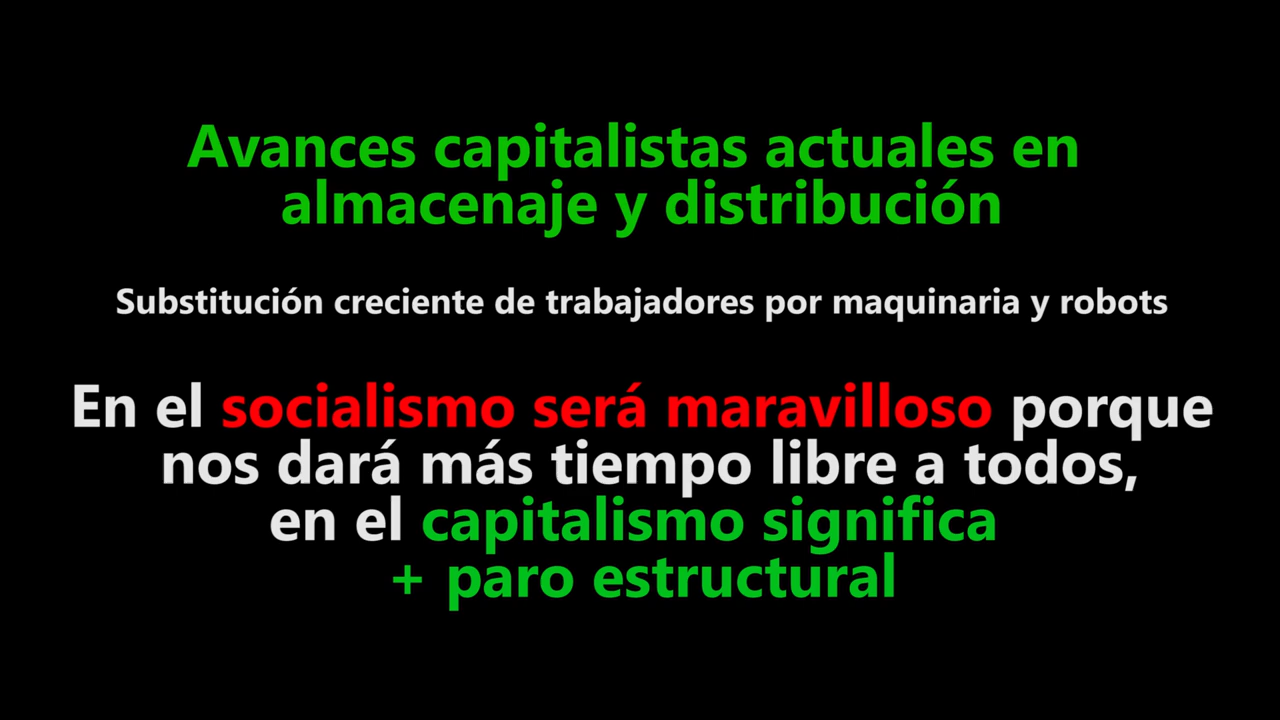 Avances capitalistas actuales en
almacenaje y distribución
Substitución creciente de trabajadores por maquinaria y robots
En el socialismo será maravilloso porque
nos dará más tiempo libre a todos,
en el capitalismo significa
+ paro estructural